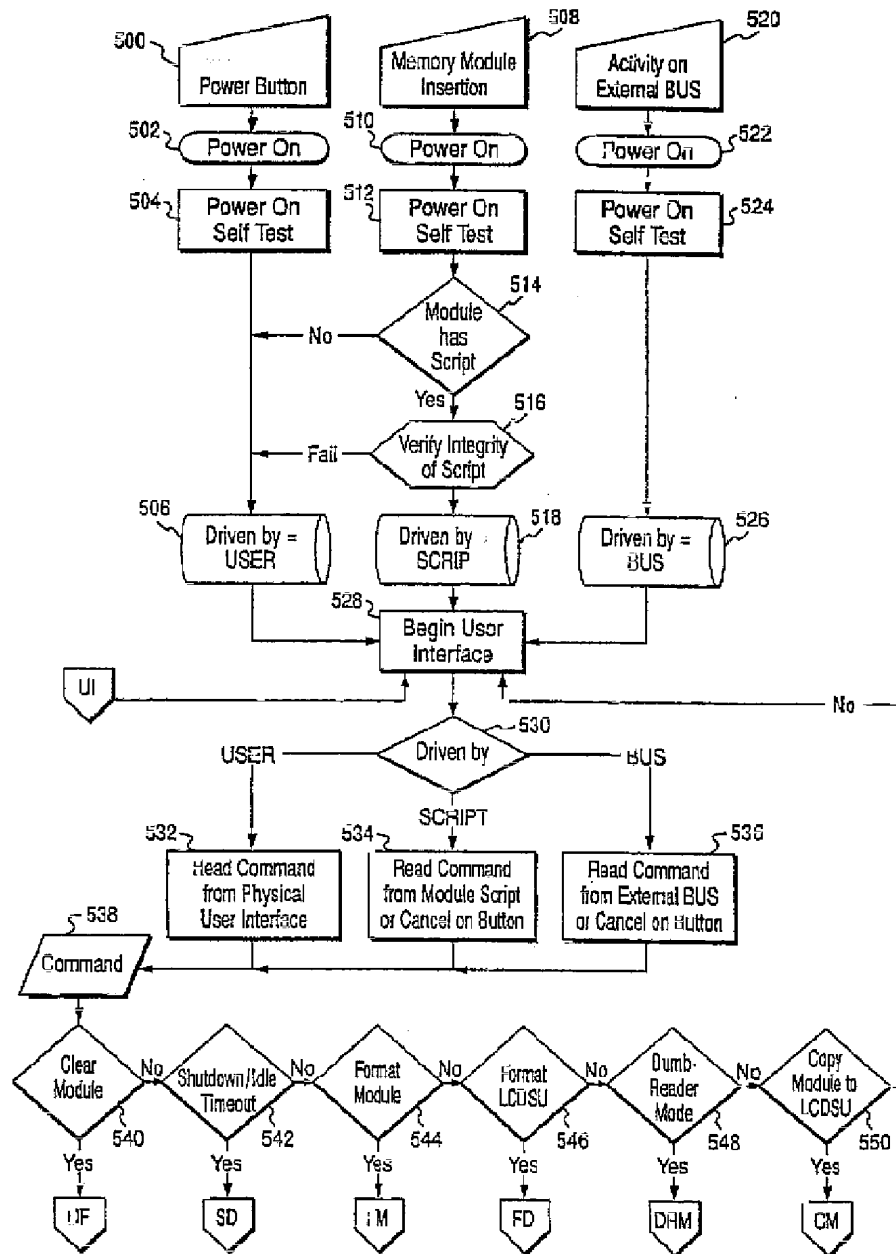 500
Power Button
508
Memory Module
Insertion
520
Activity on
External BUS
502
Power On
510
Power On
522
Power On
504
Power On
Self Test
512
Power On
Self Test
524
Power On
Self Test
514
Module
has
Script
No
Yes
516
Verify Integrity
of Script
Fail
506
Driven by =
USER
518
Driven by
SCRIP
526
Driven by =
BUS
528
Begin User
Interface
UI
No
530
Driven by
USER
BUS
SCRIPT
532
Read Command
from Physical
User Interface
534
Read Command
from Module Script
or Cancel on Button
536
Read Command
from External BUS
or Cancel on Button
538
Command
Clear
Module
540
No
Shutdown/Idle
Timeout
542
No
Format
Module
544
No
Format
LCDSU
546
No
Dumb-
Reader
Mode
548
No
Copy
Module to
LCDSU
550
Yes
Yes
Yes
Yes
Yes
Yes
SD
FD
CM